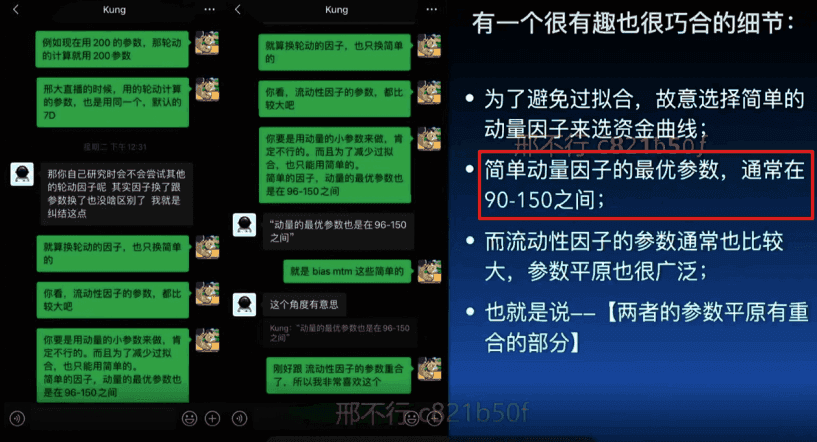 Kung
例如现在用200的参数，那轮动
的计算就用200参数
邢大直播的时候，用的轮动计算
的参数，也是用同一个，默认的
7D
星期二 下午 12:31
那你自己研究时会不会尝试其他
的轮动因子呢 其实因子换了跟
参数换了也没啥区别了 我就是
纠结这点
就算换轮动的因子，也只换简单
的
你看，流动性因子的参数，都比
较大吧
你要是用动量的小参数来做，肯
定不行的。而且为了减少过拟
合，也只能用简单的。
简单的因子，动量的最优参数也
是在96-150之间
Kung
就算换轮动的因子，也只换简单
的
你看，流动性因子的参数，都比
较大吧
你要是用动量的小参数来做，肯
定不行的。而且为了减少过拟
合，也只能用简单的。
简单的因子，动量的最优参数也
是在96-150之间
“动量的最优参数也是在96-150
之间”
就是 bias mtm 这些简单的
这个角度有意思
Kung：“动量的最优参数也是在96-150
之间”
刚好跟 流动性因子的参数重合
了，所以我非常喜欢这个
有一个很有趣也很巧合的细节：
• 为了避免过拟合，故意选择简单的
动量因子来选资金曲线；
• 简单动量因子的最优参数，通常在
90-150之间；
• 而流动性因子的参数通常也比较
大，参数平原也很广泛；
• 也就是说--【两者的参数平原有重
合的部分】
邢不行 c821b50f
邢不行 c821b50f